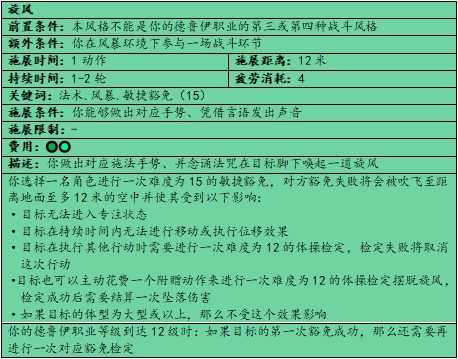 旋风
前置条件：本风格不能是你的德鲁伊职业的第三或第四种战斗风格
额外条件：你在风暴环境下参与一场战斗环节
施展时间：1 动作 施展距离：12 米
持续时间：1-2 轮 疲劳消耗：4
关键词：法术.风暴.敏捷豁免（15）
施展条件：你能够做出对应手势、凭借言语发出声音
施展限制：-
费用：
描述：你做出对应施法手势、并念诵法咒在目标脚下唤起一道旋风
你选择一名角色进行一次难度为15的敏捷豁免，对方豁免失败将会被吹飞至距
离地面至多12米的空中并使其受到以下影响：
·目标无法进入专注状态
·目标在持续时间内无法进行移动或执行位移效果
·目标在执行其他行动时需要进行一次难度为12的体操检定，检定失败将取消
这次行动
·目标也可以主动花费一个附赠动作来进行一次难度为12的体操检定摆脱旋风，
检定成功后需要结算一次坠落伤害
·如果目标的体型为大型或以上，那么不受这个效果影响
你的德鲁伊职业等级到达12级时：如果目标的第一次豁免成功，那么还需要再
进行一次对应豁免检定